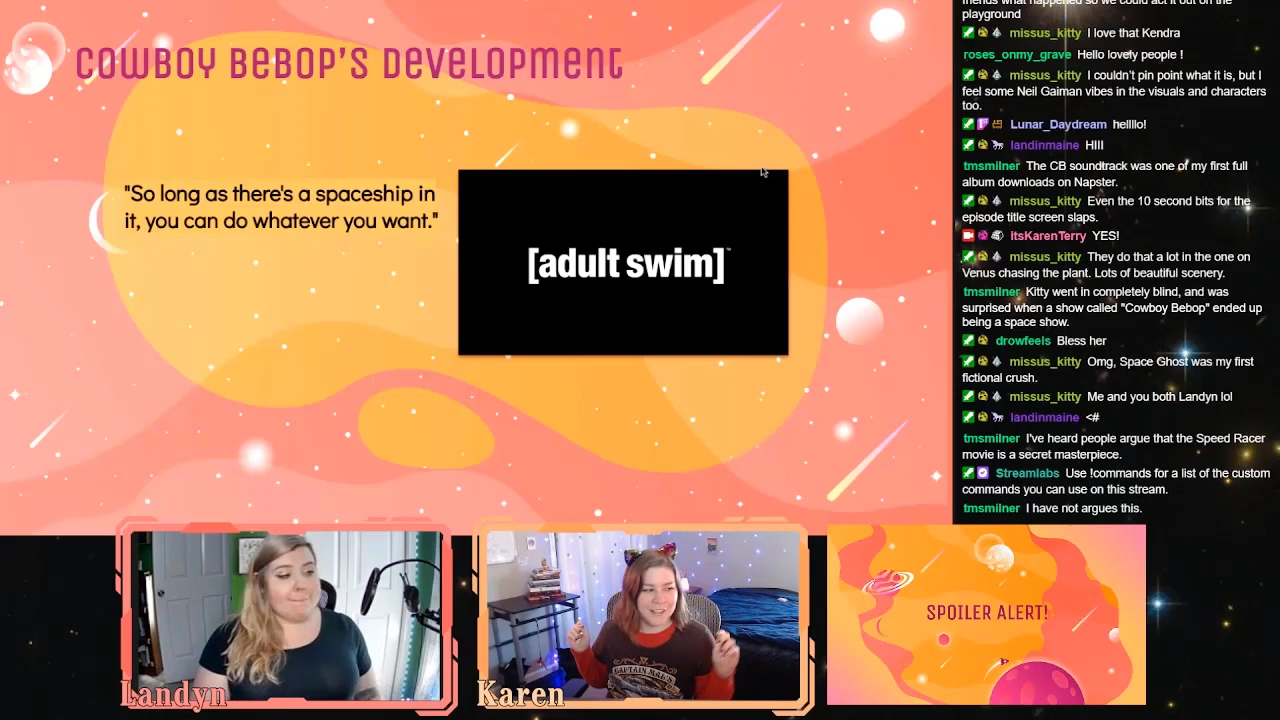 COWBOY BEBOP'S DEVELOPMENT
"So long as there's a spaceship in
it, you can do whatever you want."
[adult swim]™
friends what happened so we could act it out on the
playground
missus_kitty I love that Kendra
roses_onmy_grave Hello lovely people !
missus_kitty I couldn't pin point what it is, but I
feel some Neil Gaiman vibes in the visuals and characters
too.
Lunar_Daydream hellllo!
landinmaine HIII
tmsmilner The CB soundtrack was one of my first full
album downloads on Napster.
missus_kitty Even the 10 second bits for the
episode title screen slaps.
itsKarenTerry YES!
missus_kitty They do that a lot in the one on
Venus chasing the plant. Lots of beautiful scenery.
tmsmilner Kitty went in completely blind, and was
surprised when a show called "Cowboy Bebop" ended up
being a space show.
drowfeels Bless her
missus_kitty Omg, Space Ghost was my first
fictional crush.
missus_kitty Me and you both Landyn lol
landinmaine <#
tmsmilner I've heard people argue that the Speed Racer
movie is a secret masterpiece.
Streamlabs Use !commands for a list of the custom
commands you can use on this stream.
tmsmilner I have not argues this.
Landyn
Karen
CAPTAIN MAR
SPOILER ALERT!